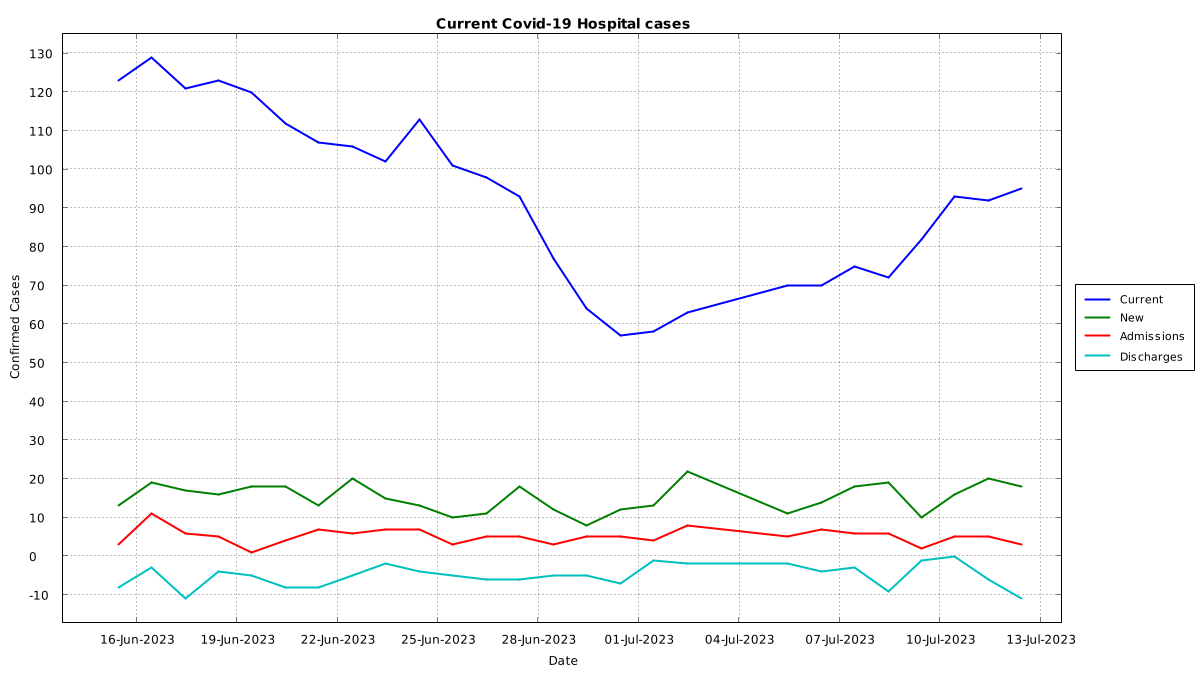 Current Covid-19 Hospital cases
130
120
110
100
90
80
70
60
50
40
30
20
10
0
-10
Confirmed Cases
16-Jun-2023 19-Jun-2023 22-Jun-2023 25-Jun-2023 28-Jun-2023 01-Jul-2023 04-Jul-2023 07-Jul-2023 10-Jul-2023 13-Jul-2023
Date
Current
New
Admissions
Discharges